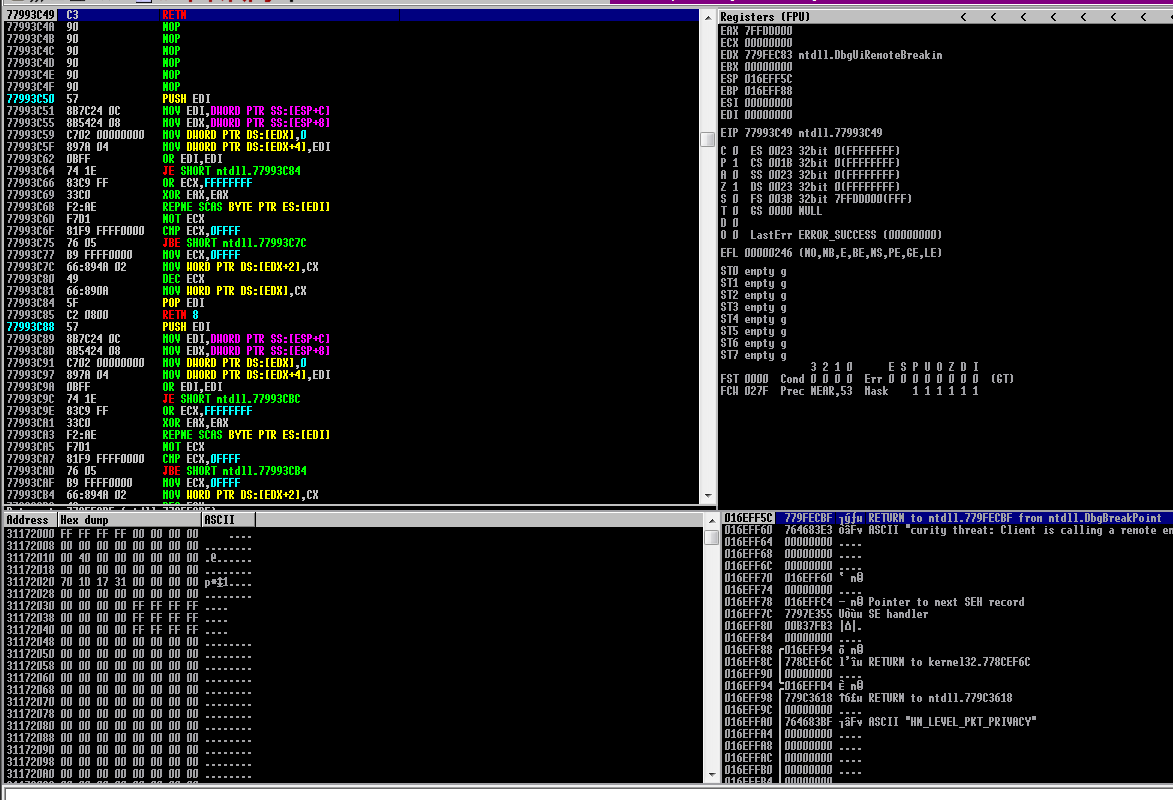 77993C49 C3 RETN
77993C4A 90 NOP
77993C4B 90 NOP
77993C4C 90 NOP
77993C4D 90 NOP
77993C4E 90 NOP
77993C4F 90 NOP
77993C50 57 PUSH EDI
77993C51 8B7C24 0C MOV EDI,DWORD PTR SS:[ESP+C]
77993C55 8B5424 08 MOV EDX,DWORD PTR SS:[ESP+8]
77993C59 C702 00000000 MOV DWORD PTR DS:[EDX],0
77993C5F 897A 04 MOV DWORD PTR DS:[EDX+4],EDI
77993C62 0BFF OR EDI,EDI
77993C64 74 1E JE SHORT ntdll.77993C84
77993C66 83C9 FF OR ECX,FFFFFFFF
77993C69 33C0 XOR EAX,EAX
77993C6B F2:AE REPNE SCAS BYTE PTR ES:[EDI]
77993C6D F7D1 NOT ECX
77993C6F 81F9 FFFF0000 CMP ECX,0FFFF
77993C75 76 05 JBE SHORT ntdll.77993C7C
77993C77 B9 FFFF0000 MOV ECX,0FFFF
77993C7C 66:894A 02 MOV WORD PTR DS:[EDX+2],CX
77993C80 49 DEC ECX
77993C81 66:890A MOV WORD PTR DS:[EDX],CX
77993C84 5F POP EDI
77993C85 C2 0800 RETN 8
77993C88 57 PUSH EDI
77993C89 8B7C24 0C MOV EDI,DWORD PTR SS:[ESP+C]
77993C8D 8B5424 08 MOV EDX,DWORD PTR SS:[ESP+8]
77993C91 C702 00000000 MOV DWORD PTR DS:[EDX],0
77993C97 897A 04 MOV DWORD PTR DS:[EDX+4],EDI
77993C9A 0BFF OR EDI,EDI
77993C9C 74 1E JE SHORT ntdll.77993CBC
77993C9E 83C9 FF OR ECX,FFFFFFFF
77993CA1 33C0 XOR EAX,EAX
77993CA3 F2:AE REPNE SCAS BYTE PTR ES:[EDI]
77993CA5 F7D1 NOT ECX
77993CA7 81F9 FFFF0000 CMP ECX,0FFFF
77993CAD 76 05 JBE SHORT ntdll.77993CB4
77993CAF B9 FFFF0000 MOV ECX,0FFFF
77993CB4 66:894A 02 MOV WORD PTR DS:[EDX+2],CX
Registers (FPU) < < < < < < <
EAX 7FFDD000
ECX 00000000
EDX 779FEC83 ntdll.DbgUiRemoteBreakin
EBX 00000000
ESP 016EFF5C
EBP 016EFF88
ESI 00000000
EDI 00000000
EIP 77993C49 ntdll.77993C49
C 0 ES 0023 32bit 0(FFFFFFFF)
P 1 CS 001B 32bit 0(FFFFFFFF)
A 0 SS 0023 32bit 0(FFFFFFFF)
Z 1 DS 0023 32bit 0(FFFFFFFF)
S 0 FS 003B 32bit 7FFDD000(FFF)
T 0 GS 0000 NULL
D 0
O 0 LastErr ERROR_SUCCESS (00000000)
EFL 00000246 (NO,NB,E,BE,NS,PE,GE,LE)
ST0 empty g
ST1 empty g
ST2 empty g
ST3 empty g
ST4 empty g
ST5 empty g
ST6 empty g
ST7 empty g
3 2 1 0 E S P U O Z D I
FST 0000 Cond 0 0 0 0 Err 0 0 0 0 0 0 0 0 (GT)
FCW 027F Prec NEAR,53 Mask 1 1 1 1 1 1
Address Hex dump ASCII
31172000 FF FF FF FF 00 00 00 00 ....
31172008 00 00 00 00 00 00 00 00 ........
31172010 00 40 00 00 00 00 00 00 .@......
31172018 00 00 00 00 00 00 00 00 ........
31172020 70 1D 17 31 00 00 00 00 p↔↨1....
31172028 00 00 00 00 00 00 00 00 ........
31172030 00 00 00 00 FF FF FF FF ....
31172038 00 00 00 00 FF FF FF FF ....
31172040 00 00 00 00 FF FF FF FF ....
31172048 00 00 00 00 00 00 00 00 ........
31172050 00 00 00 00 00 00 00 00 ........
31172058 00 00 00 00 00 00 00 00 ........
31172060 00 00 00 00 00 00 00 00 ........
31172068 00 00 00 00 00 00 00 00 ........
31172070 00 00 00 00 00 00 00 00 ........
31172078 00 00 00 00 00 00 00 00 ........
31172080 00 00 00 00 00 00 00 00 ........
31172088 00 00 00 00 00 00 00 00 ........
31172090 00 00 00 00 00 00 00 00 ........
31172098 00 00 00 00 00 00 00 00 ........
311720A0 00 00 00 00 00 00 00 00 ........
016EFF5C 779FECBF RETURN to ntdll.779FECBF from ntdll.DbgBreakPoint
016EFF60 764683E3 ASCII "curity threat: Client is calling a remote
016EFF64 00000000 ....
016EFF68 00000000 ....
016EFF6C 00000000 ....
016EFF70 016EFF60
016EFF74 00000000 ....
016EFF78 016EFFC4 Pointer to next SEH record
016EFF7C 7797E355 SE handler
016EFF80 00B37FB3
016EFF84 00000000 ....
016EFF88 016EFF94
016EFF8C 778CEF6C RETURN to kernel32.778CEF6C
016EFF90 00000000 ....
016EFF94 016EFFD4
016EFF98 779C3618 RETURN to ntdll.779C3618
016EFF9C 00000000 ....
016EFFA0 764683BF ASCII "HN_LEVEL_PKT_PRIVACY"
016EFFA4 00000000 ....
016EFFA8 00000000 ....
016EFFAC 00000000 ....
016EFFB0 00000000 ....